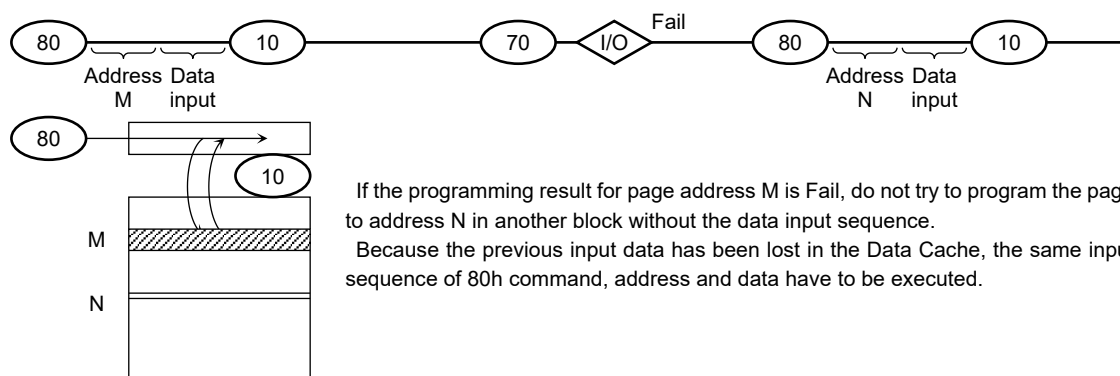 80 10 70 I/O Fail 80 10
Address Data Address Data
M input N input
80
10
If the programming result for page address M is Fail, do not try to program the
to address N in another block without the data input sequence.
Because the previous input data has been lost in the Data Cache, the same
sequence of 80h command, address and data have to be executed.
M
N